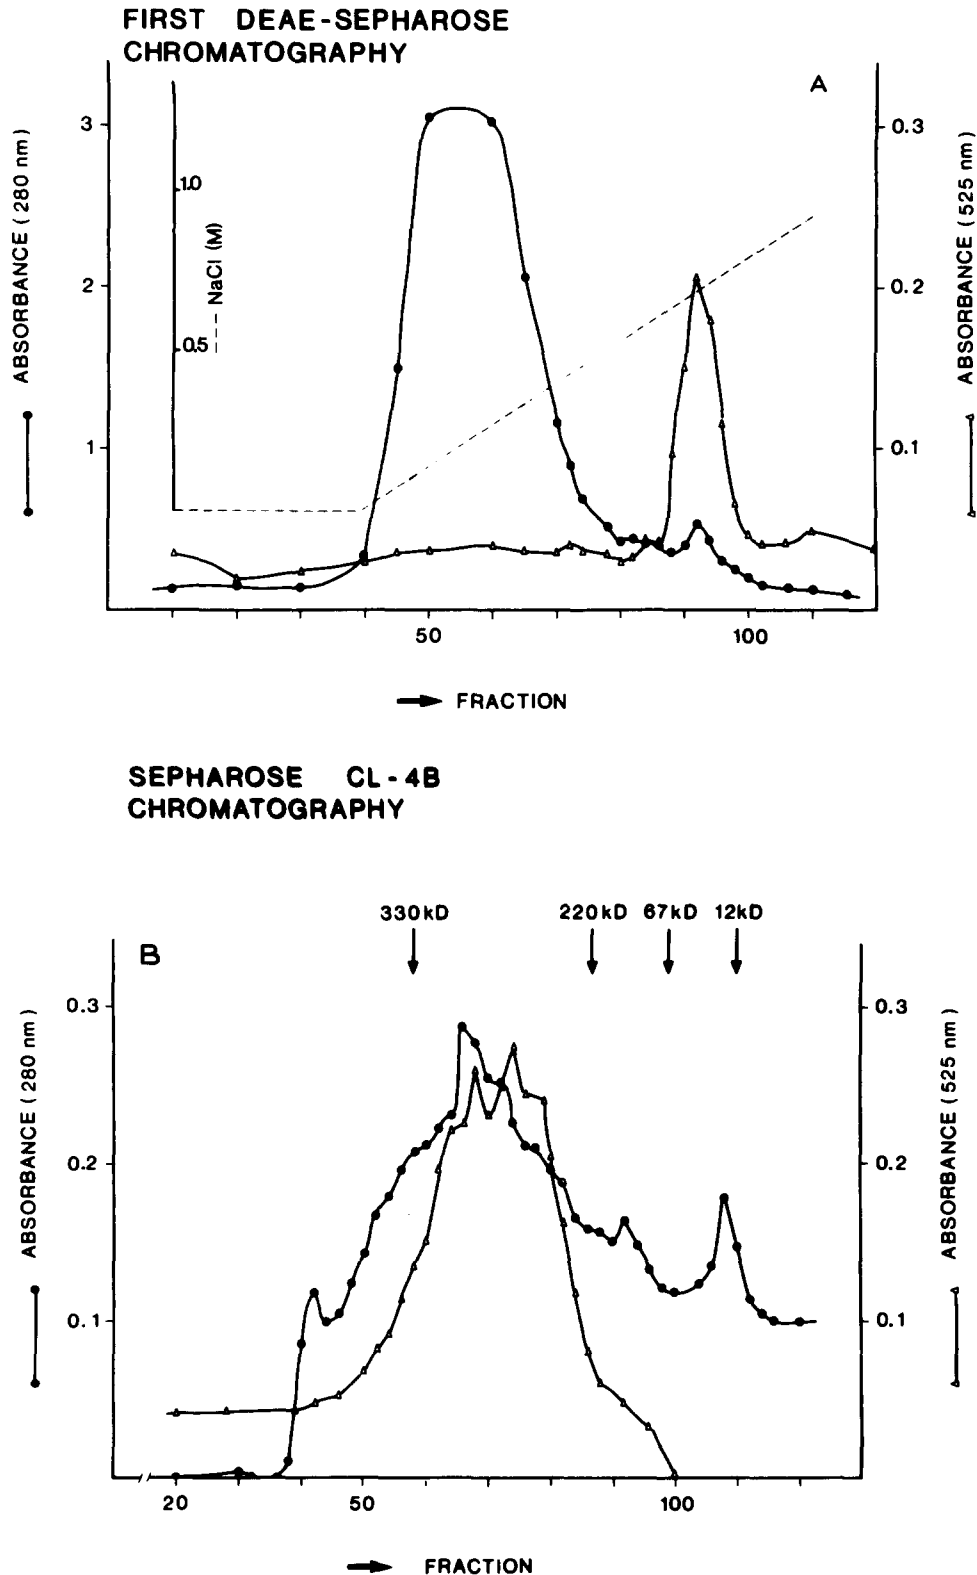 FIRST DEAE-SEPHAROSE
CHROMATOGRAPHY
A
ABSORBANCE (280 nm)
3
2
1
1.0
0.5
--- NaCl (M)
0.3
0.2
0.1
ABSORBANCE (525 nm)
50
100
FRACTION
SEPHAROSE CL-4B
CHROMATOGRAPHY
330kD
220kD
67kD
12kD
B
ABSORBANCE (280 nm)
0.3
0.2
0.1
0.3
0.2
0.1
ABSORBANCE (525 nm)
20
50
100
FRACTION